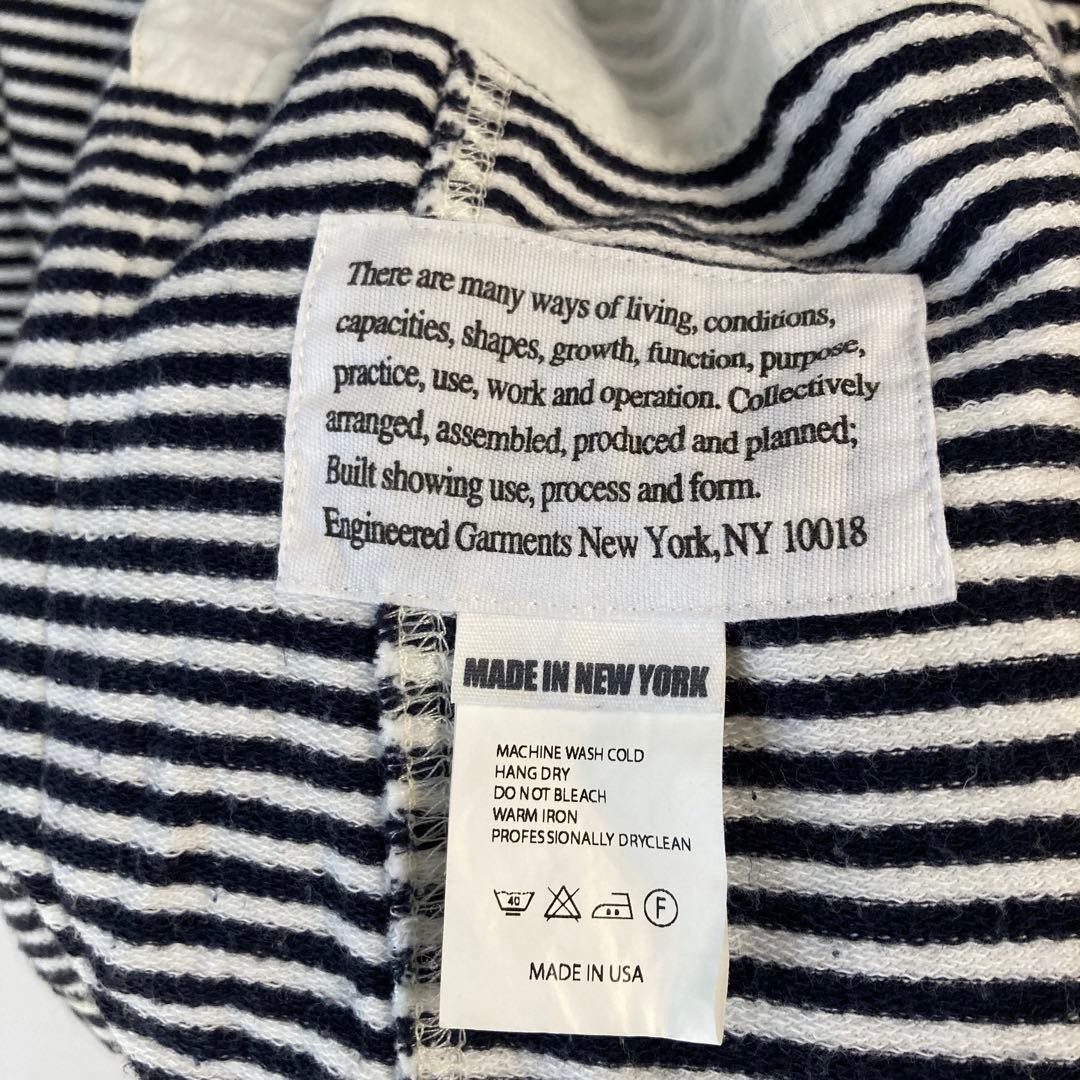 There are many ways of living, conditions,
capacities, shapes, growth, function, purpose,
practice, use, work and operation. Collectively
arranged, assembled, produced and planned;
Built showing use, process and form.
Engineered Garments New York, NY 10018
MADE IN NEW YORK
MACHINE WASH COLD
HANG DRY
DO NOT BLEACH
WARM IRON
PROFESSIONALLY DRYCLEAN
40 F
MADE IN USA